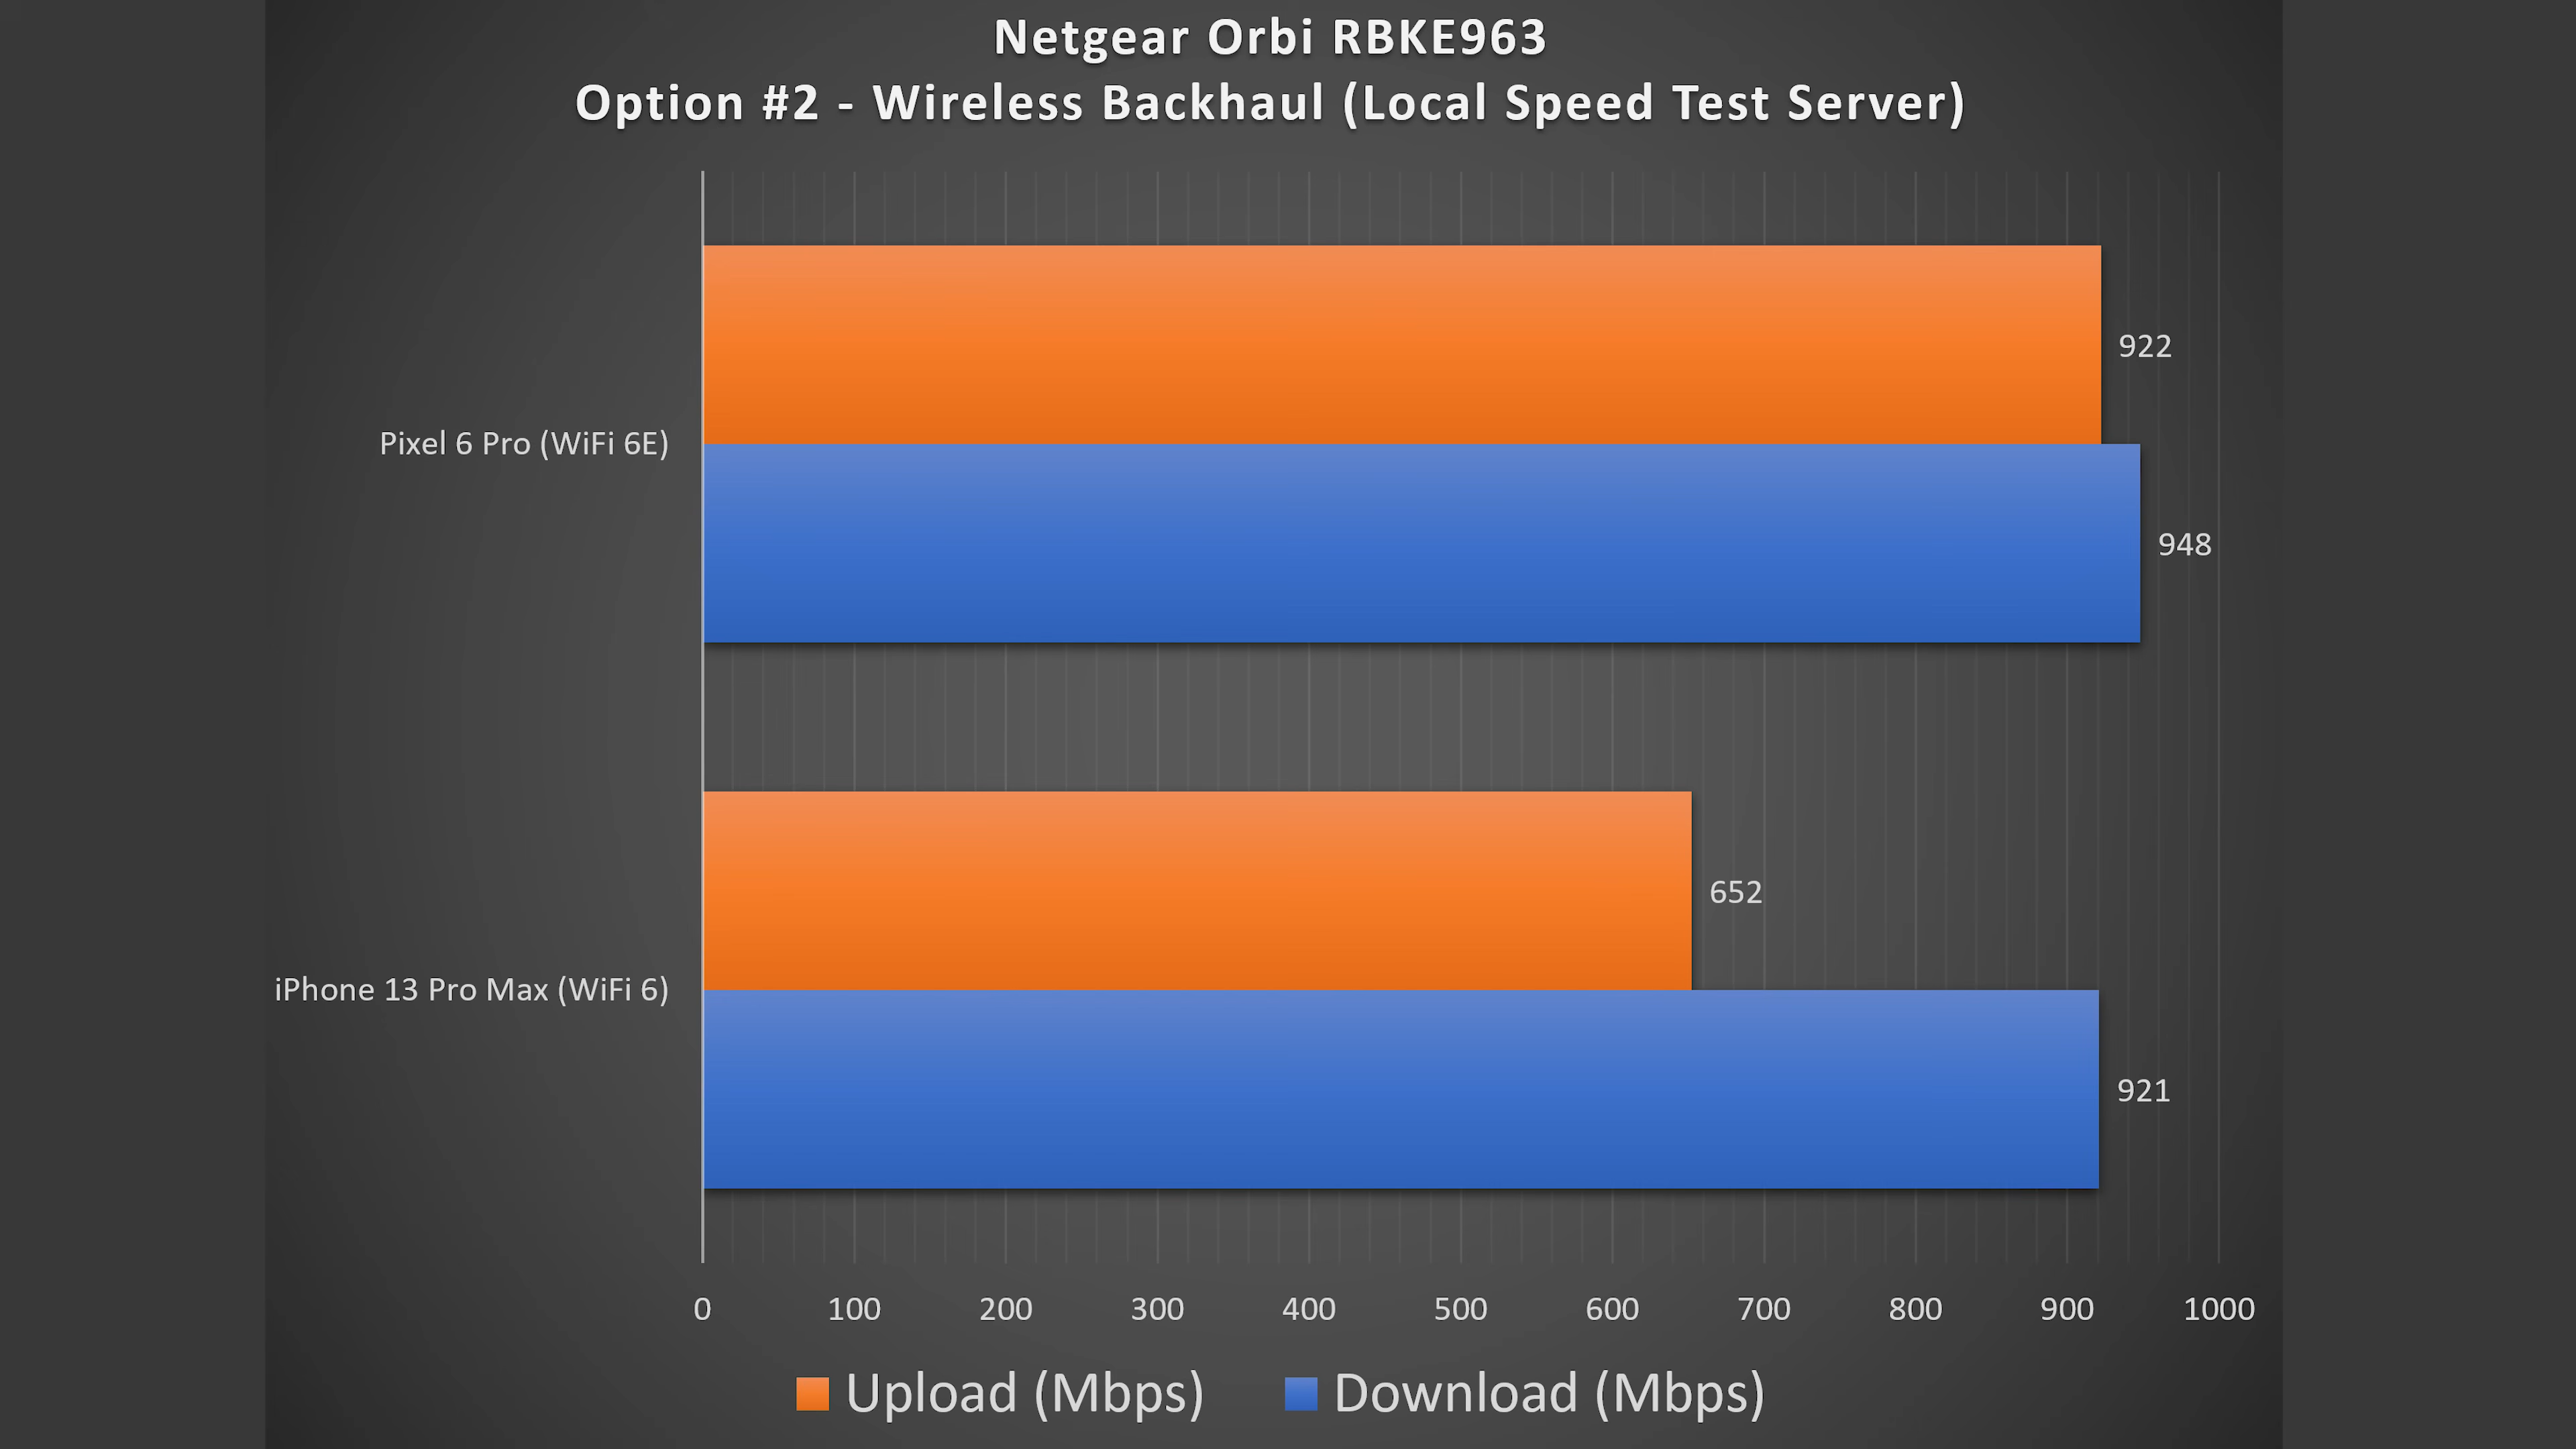 Netgear Orbi RBKE963
Option #2 - Wireless Backhaul (Local Speed Test Server)
922
Pixel 6 Pro (WiFi 6E)
948
652
iPhone 13 Pro Max (WiFi 6)
921
0 100 200 300 400 500 600 700 800 900 1000
Upload (Mbps) Download (Mbps)